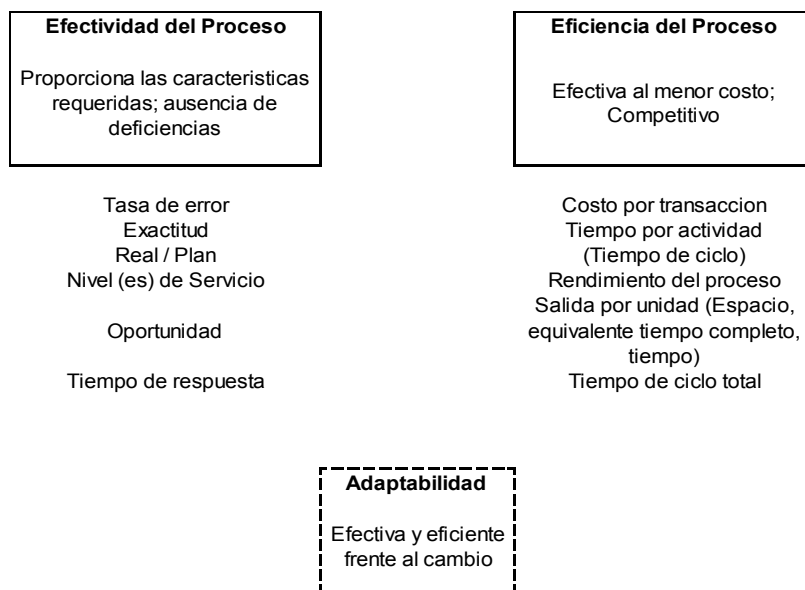 Efectividad del Proceso
Proporciona las caracteristicas
requeridas; ausencia de
deficiencias
Eficiencia del Proceso
Efectiva al menor costo;
Competitivo
Tasa de error
Exactitud
Real / Plan
Nivel (es) de Servicio
Oportunidad
Tiempo de respuesta
Costo por transaccion
Tiempo por actividad
(Tiempo de ciclo)
Rendimiento del proceso
Salida por unidad (Espacio,
equivalente tiempo completo,
tiempo)
Tiempo de ciclo total
Adaptabilidad
Efectiva y eficiente
frente al cambio